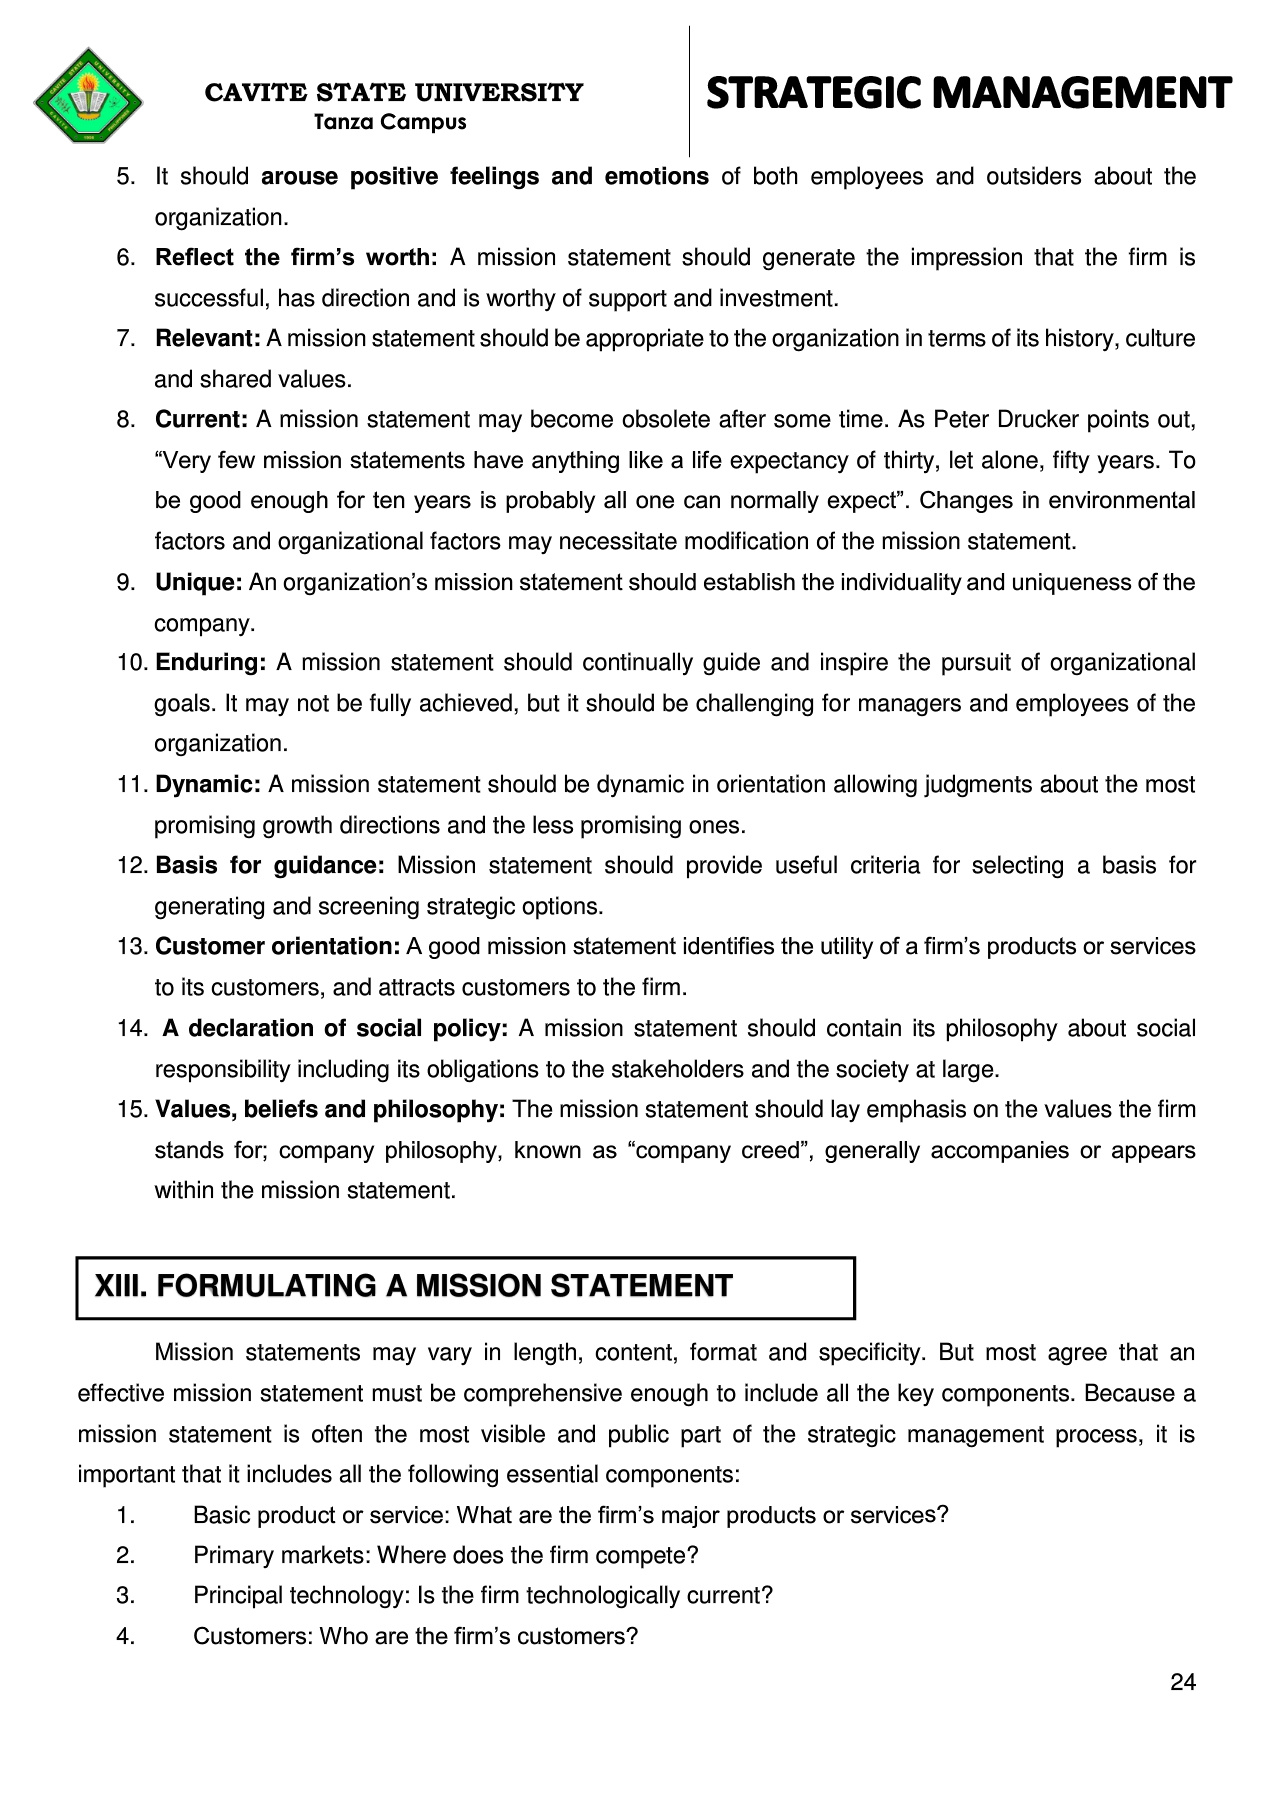 CAVITE STATE UNIVERSITY
Tanza Campus
STRATEGIC MANAGEMENT
5. It should arouse positive feelings and emotions of both employees and outsiders about the
organization.
6. Reflect the firm’s worth: A mission statement should generate the impression that the firm is
successful, has direction and is worthy of support and investment.
7. Relevant: A mission statement should be appropriate to the organization in terms of its history, culture
and shared values.
8. Current: A mission statement may become obsolete after some time. As Peter Drucker points out,
“Very few mission statements have anything like a life expectancy of thirty, let alone, fifty years. To
be good enough for ten years is probably all one can normally expect”. Changes in environmental
factors and organizational factors may necessitate modification of the mission statement.
9. Unique: An organization’s mission statement should establish the individuality and uniqueness of the
company.
10. Enduring: A mission statement should continually guide and inspire the pursuit of organizational
goals. It may not be fully achieved, but it should be challenging for managers and employees of the
organization.
11. Dynamic: A mission statement should be dynamic in orientation allowing judgments about the most
promising growth directions and the less promising ones.
12. Basis for guidance: Mission statement should provide useful criteria for selecting a basis for
generating and screening strategic options.
13. Customer orientation: A good mission statement identifies the utility of a firm’s products or services
to its customers, and attracts customers to the firm.
14. A declaration of social policy: A mission statement should contain its philosophy about social
responsibility including its obligations to the stakeholders and the society at large.
15. Values, beliefs and philosophy: The mission statement should lay emphasis on the values the firm
stands for; company philosophy, known as “company creed”, generally accompanies or appears
within the mission statement.
XIII. FORMULATING A MISSION STATEMENT
Mission statements may vary in length, content, format and specificity. But most agree that an
effective mission statement must be comprehensive enough to include all the key components. Because a
mission statement is often the most visible and public part of the strategic management process, it is
important that it includes all the following essential components:
1. Basic product or service: What are the firm’s major products or services?
2. Primary markets: Where does the firm compete?
3. Principal technology: Is the firm technologically current?
4. Customers: Who are the firm’s customers?
24